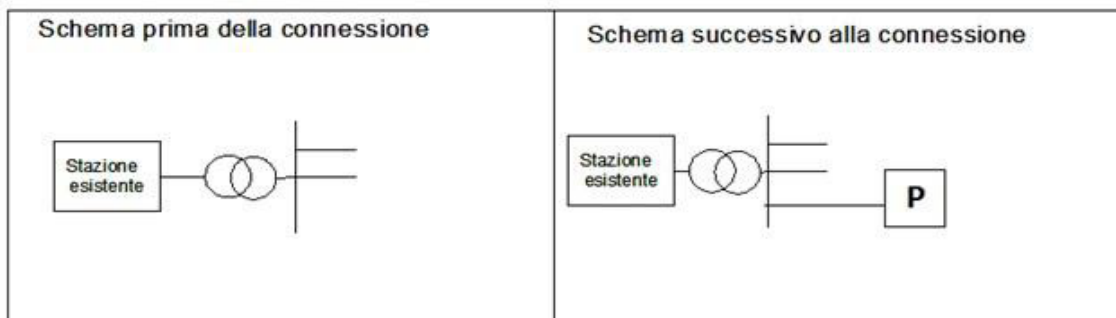 Schema prima della connessione
Stazione
esistente
Schema successivo alla connessione
Stazione
esistente
P